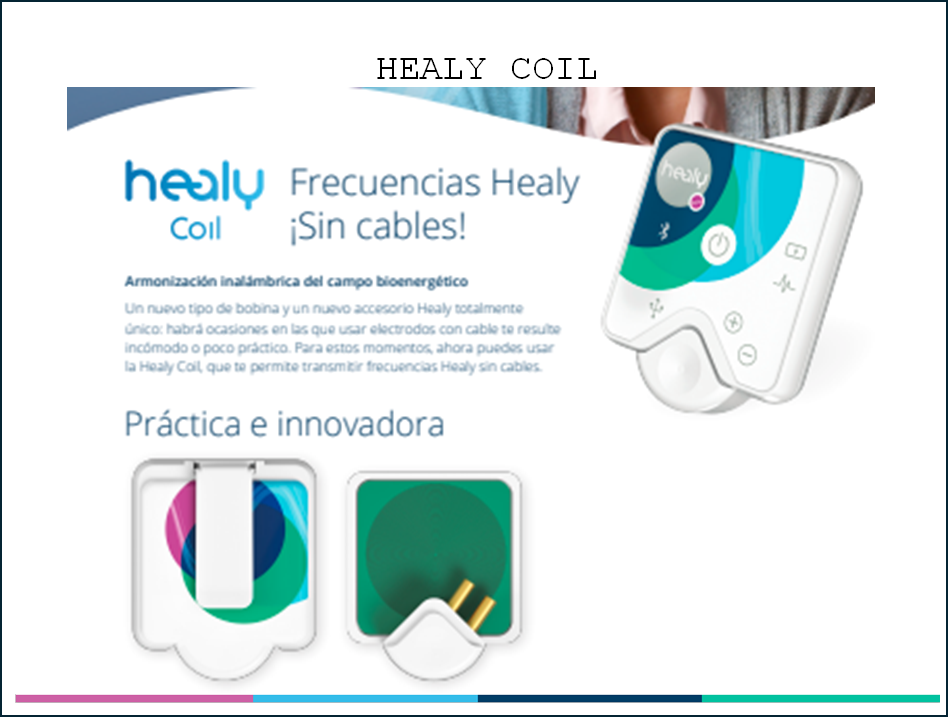 HEALY COIL
healy
Coil
Frecuencias Healy
¡Sin cables!
Armonización inalámbrica del campo bioenergético
Un nuevo tipo de bobina y un nuevo accesorio Healy totalmente
único: habrá ocasiones en las que usar electrodos con cable te resulte
incómodo o poco práctico. Para estos momentos, ahora puedes usar
la Healy Coil, que te permite transmitir frecuencias Healy sin cables.
healy
Práctica e innovadora